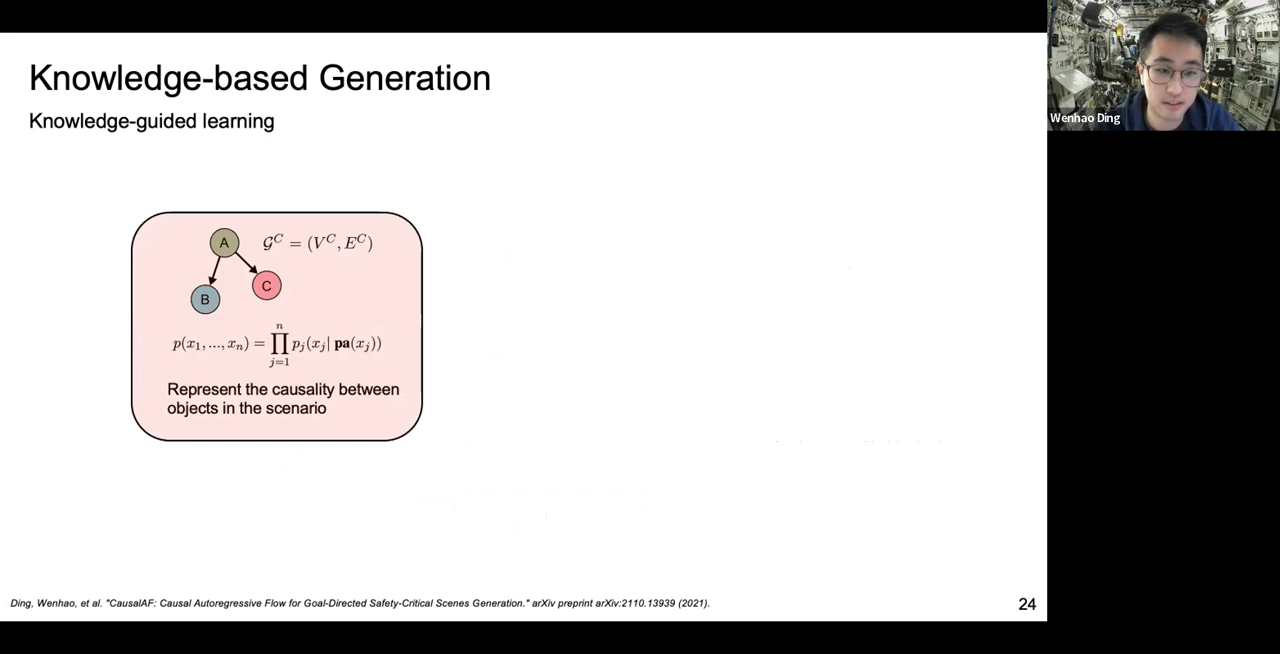 Knowledge-based Generation
Knowledge-guided learning
A
𝒢^C = (V^C, E^C)
B
C
p(x_1, ..., x_n) = ∏_{j=1}^{n} p_j(x_j| pa(x_j))
Represent the causality between
objects in the scenario
Ding, Wenhao, et al. "CausalAF: Causal Autoregressive Flow for Goal-Directed Safety-Critical Scenes Generation." arXiv preprint arXiv:2110.13939 (2021).
24
Wenhao Ding